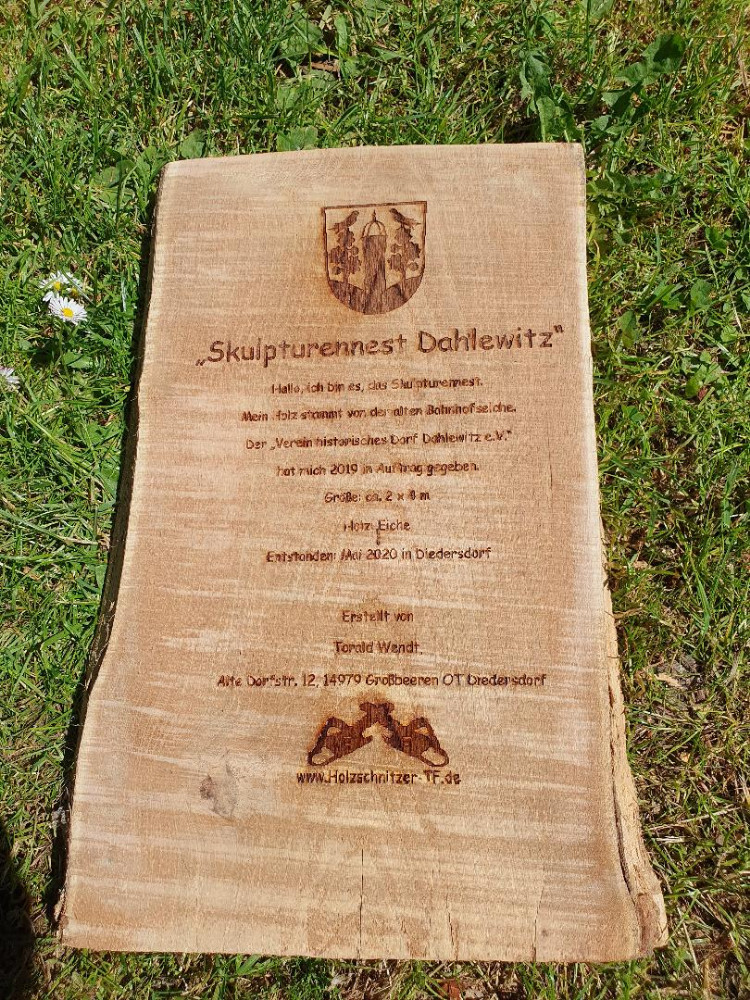 „Skulpturennest Dahlewitz"
Hallo, ich bin es, das Skulpturennest.
Mein Holz stammt von der alten Bahnhofseiche.
Der „Verein historisches Dorf Dahlewitz e.V."
hat mich 2019 in Auftrag gegeben.
Größe: ca. 2 x m
Holz: Eiche
Entstanden: Mai 2020 in Diedersdorf
Erstellt von
Torald Wendt,
Alte Dorfstr. 12, 14979 Großbeeren OT Diedersdorf
www.Holzschnitzer-TF.de